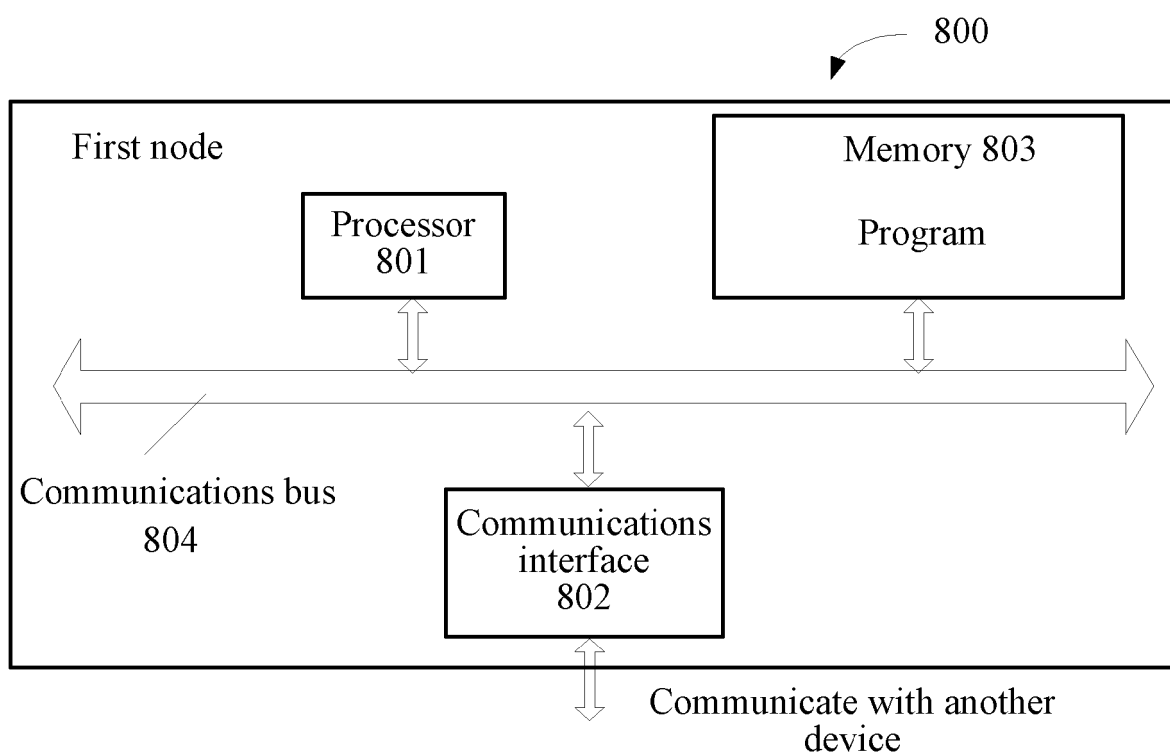 800
First node
Memory 803
Program
Processor
801
Communications bus
804
Communications
interface
802
Communicate with another
device